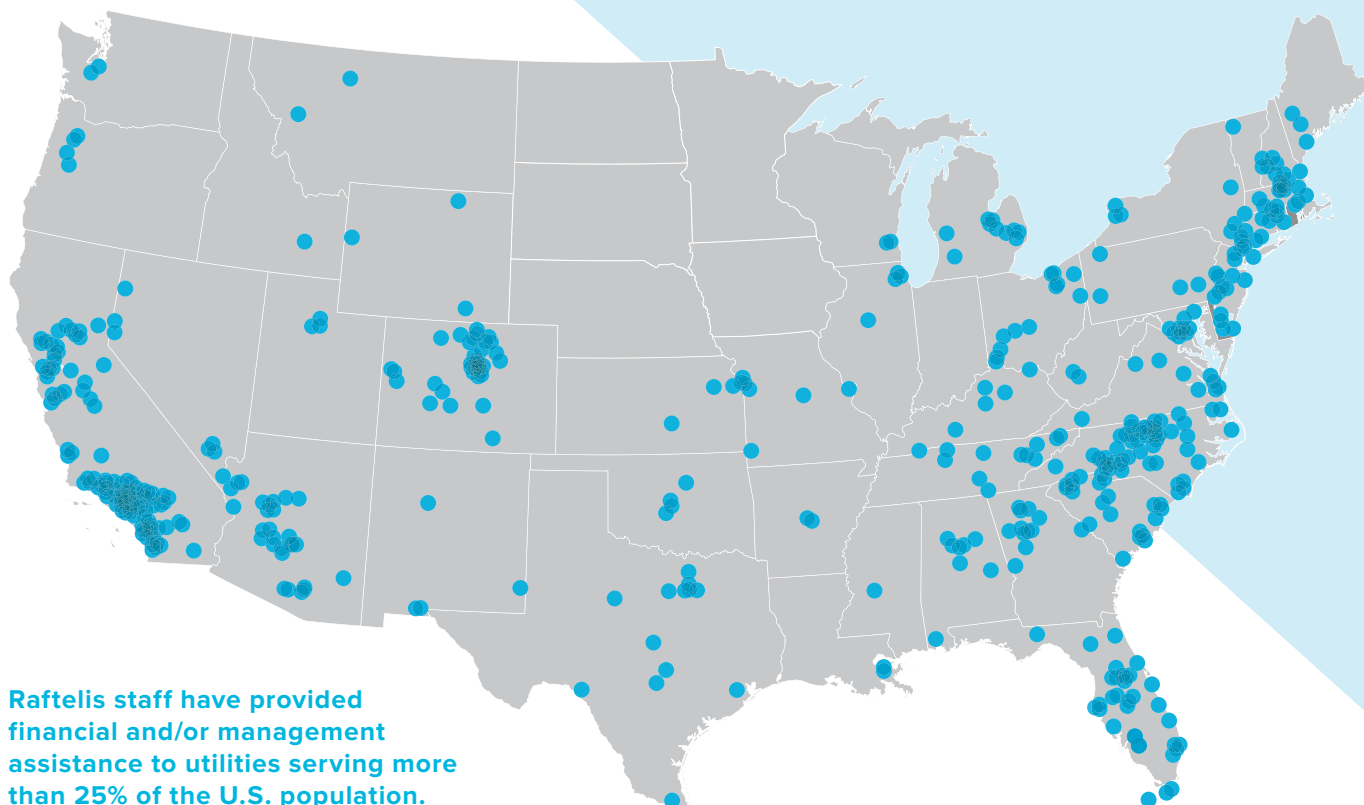 Raftelis staff have provided
financial and/or management
assistance to utilities serving more
than 25% of the U.S. population.